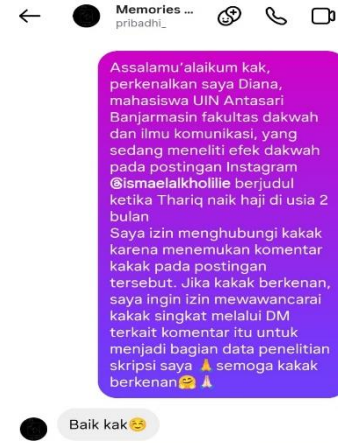 Memories ...
pribadhi_
Assalamu'alaikum kak,
perkenalkan saya Diana,
mahasiswa UIN Antasari
Banjarmasin fakultas dakwah
dan ilmu komunikasi, yang
sedang meneliti efek dakwah
pada postingan Instagram
@ismaelalkholilie berjudul
ketika Thariq naik haji di usia 2
bulan
Saya izin menghubungi kakak
karena menemukan komentar
kakak pada postingan
tersebut. Jika kakak berkenan,
saya ingin izin mewawancarai
kakak singkat melalui DM
terkait komentar itu untuk
menjadi bagian data penelitian
skripsi saya 🙏 semoga kakak
berkenan🤗🙏🏻
Baik kak☺️